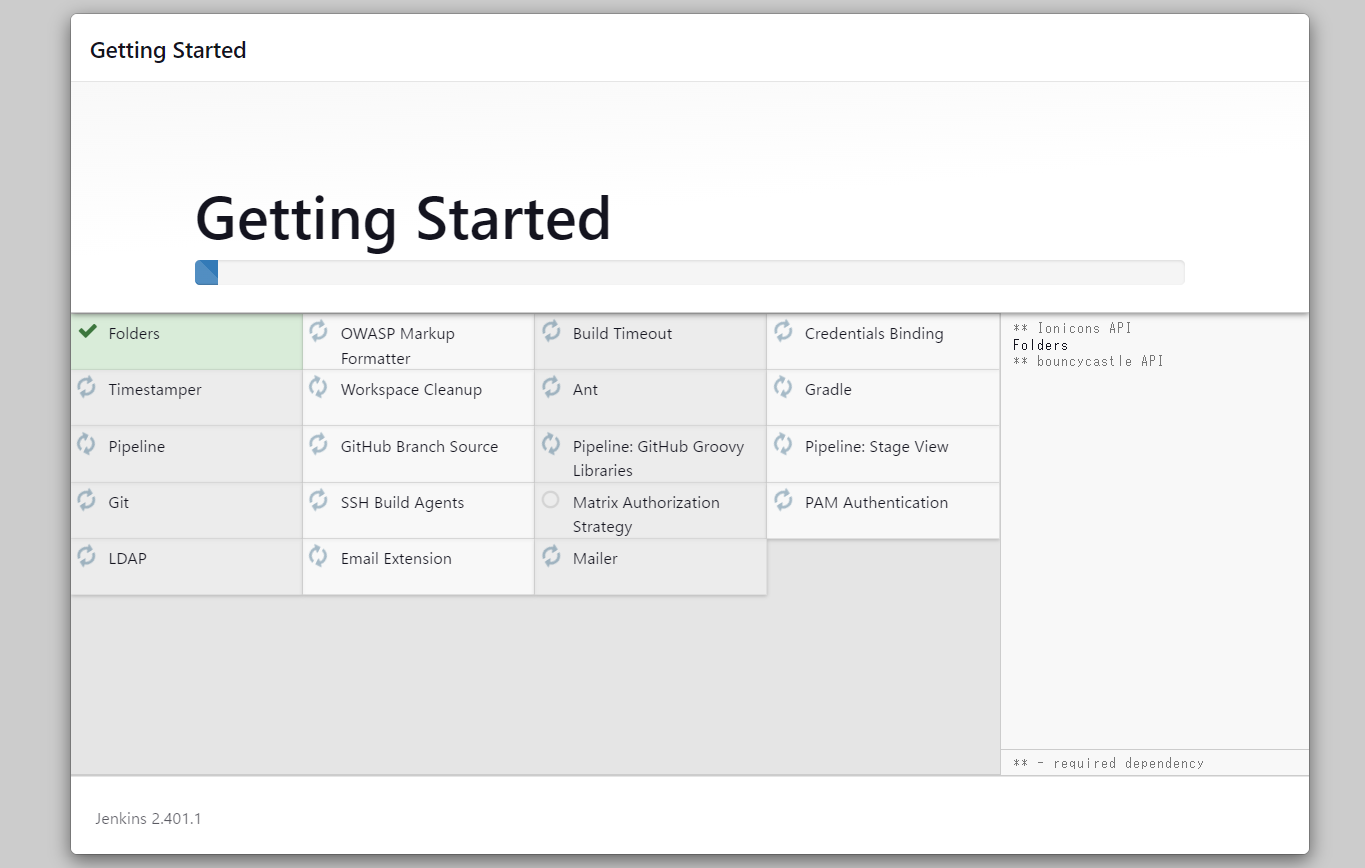 Getting Started
Getting Started
Folders
OWASP Markup
Formatter
Build Timeout
Credentials Binding
Timestamper
Workspace Cleanup
Ant
Gradle
Pipeline
GitHub Branch Source
Pipeline: GitHub Groovy
Libraries
Pipeline: Stage View
Git
SSH Build Agents
Matrix Authorization
Strategy
PAM Authentication
LDAP
Email Extension
Mailer
** Ionicons API
Folders
** bouncycastle API
** - required dependency
Jenkins 2.401.1